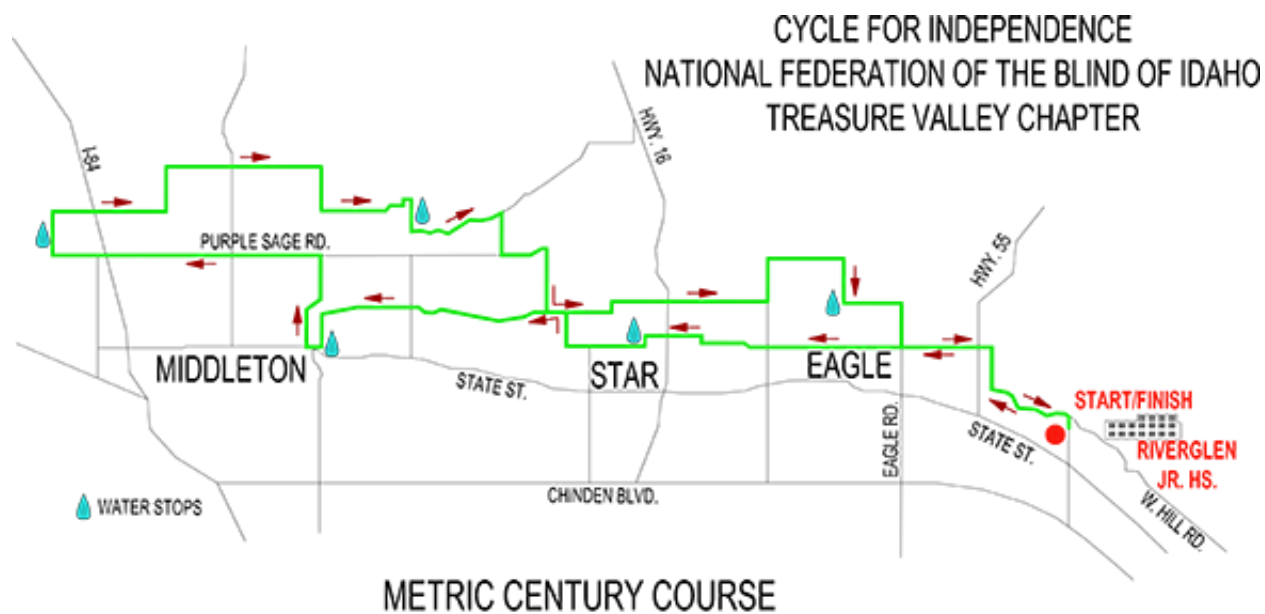 CYCLE FOR INDEPENDENCE
NATIONAL FEDERATION OF THE BLIND OF IDAHO
TREASURE VALLEY CHAPTER
I-84
HWY. 16
HWY. 55
PURPLE SAGE RD.
MIDDLETON
STATE ST.
STAR
EAGLE
EAGLE RD.
STATE ST.
START/FINISH
RIVERGLEN
JR. HS.
W. HILL RD.
CHINDEN BLVD.
WATER STOPS
METRIC CENTURY COURSE